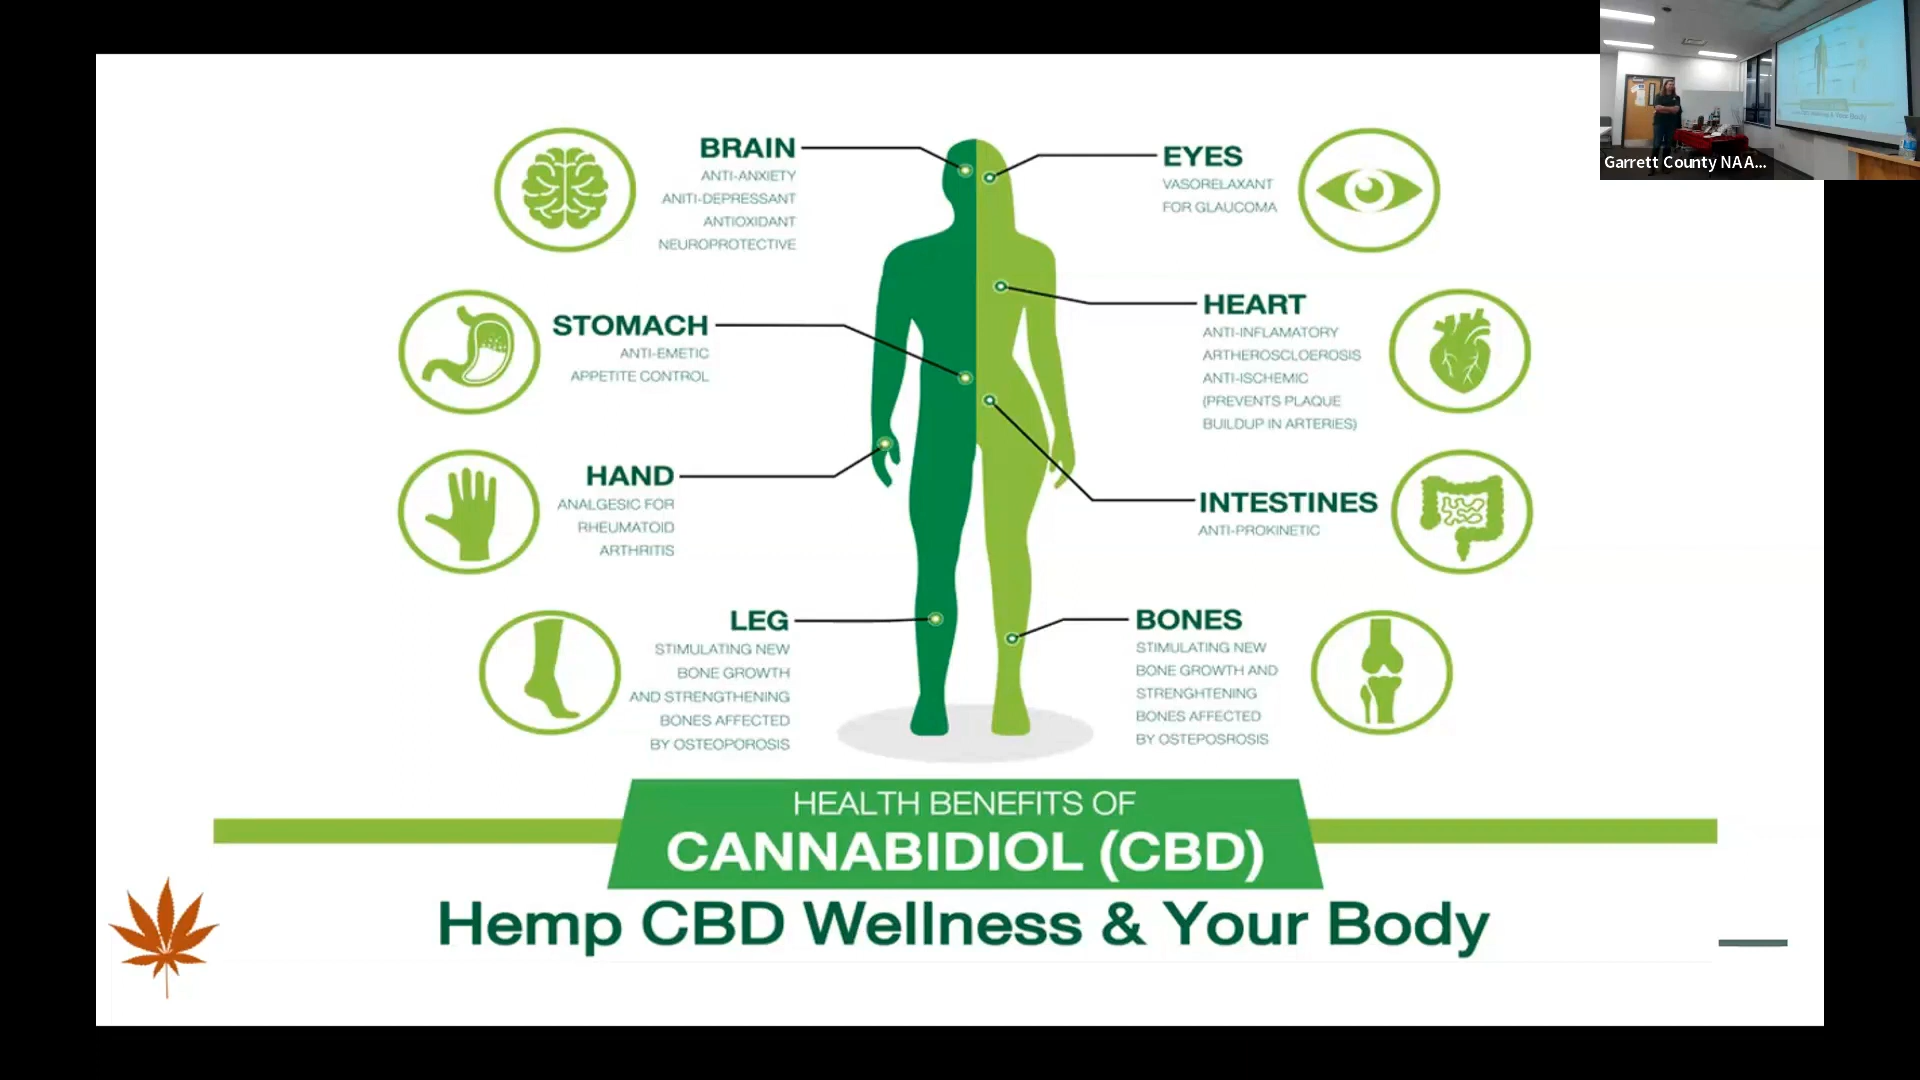 BRAIN
ANTI-ANXIETY
ANITI-DEPRESSANT
ANTIOXIDANT
NEUROPROTECTIVE
EYES
VASORELAXANT
FOR GLAUCOMA
STOMACH
ANTI-EMETIC
APPETITE CONTROL
HEART
ANTI-INFLAMATORY
ARTHEROSCLOEROSIS
ANTI-ISCHEMIC
(PREVENTS PLAQUE
BUILDUP IN ARTERIES)
HAND
ANALGESIC FOR
RHEUMATOID
ARTHRITIS
INTESTINES
ANTI-PROKINETIC
LEG
STIMULATING NEW
BONE GROWTH
AND STRENGTHENING
BONES AFFECTED
BY OSTEOPOROSIS
BONES
STIMULATING NEW
BONE GROWTH AND
STRENGHTENING
BONES AFFECTED
BY OSTEPOSROSIS
HEALTH BENEFITS OF
CANNABIDIOL (CBD)
Hemp CBD Wellness & Your Body
Garrett County NAA...